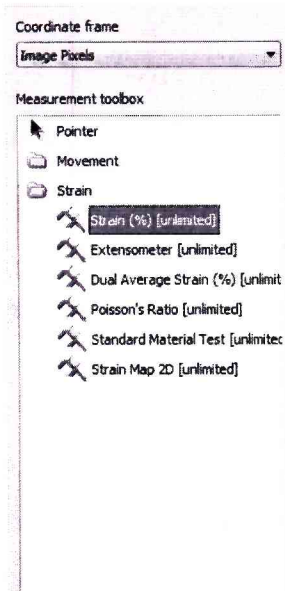 Coordinate frame
Image Pixels
Measurement toolbox
Pointer
Movement
Strain
Strain (%) [unlimited]
Extensometer [unlimited]
Dual Average Strain (%) [unlimit
Poisson's Ratio [unlimited]
Standard Material Test [unlimitec
Strain Map 2D [unlimited]